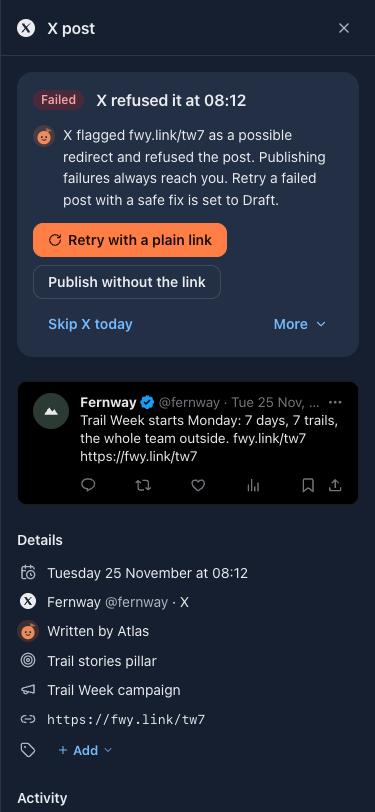 X post
Failed
X refused it at 08:12
X flagged fwy.link/tw7 as a possible
redirect and refused the post. Publishing
failures always reach you. Retry a failed
post with a safe fix is set to Draft.
Retry with a plain link
Publish without the link
Skip X today
More
Fernway @fernway · Tue 25 Nov, ...
Trail Week starts Monday: 7 days, 7 trails,
the whole team outside. fwy.link/tw7
https://fwy.link/tw7
Details
Tuesday 25 November at 08:12
Fernway @fernway · X
Written by Atlas
Trail stories pillar
Trail Week campaign
https://fwy.link/tw7
+ Add
Activity